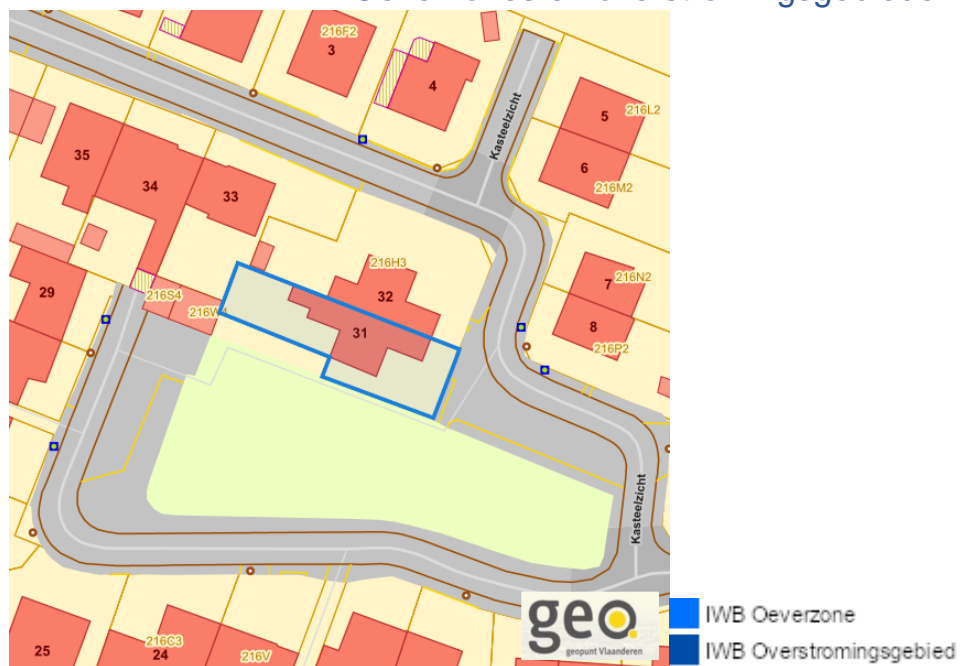 216F2
3
4
Kasteelzicht
5
216L2
6
216M2
35
34
33
216H3
32
31
7
216N2
8
216P2
29
216S4
Kasteelzicht
25
216C3
24
216V
geo.
geopunt Vlaanderen
IWB Oeverzone
IWB Overstromingsgebied